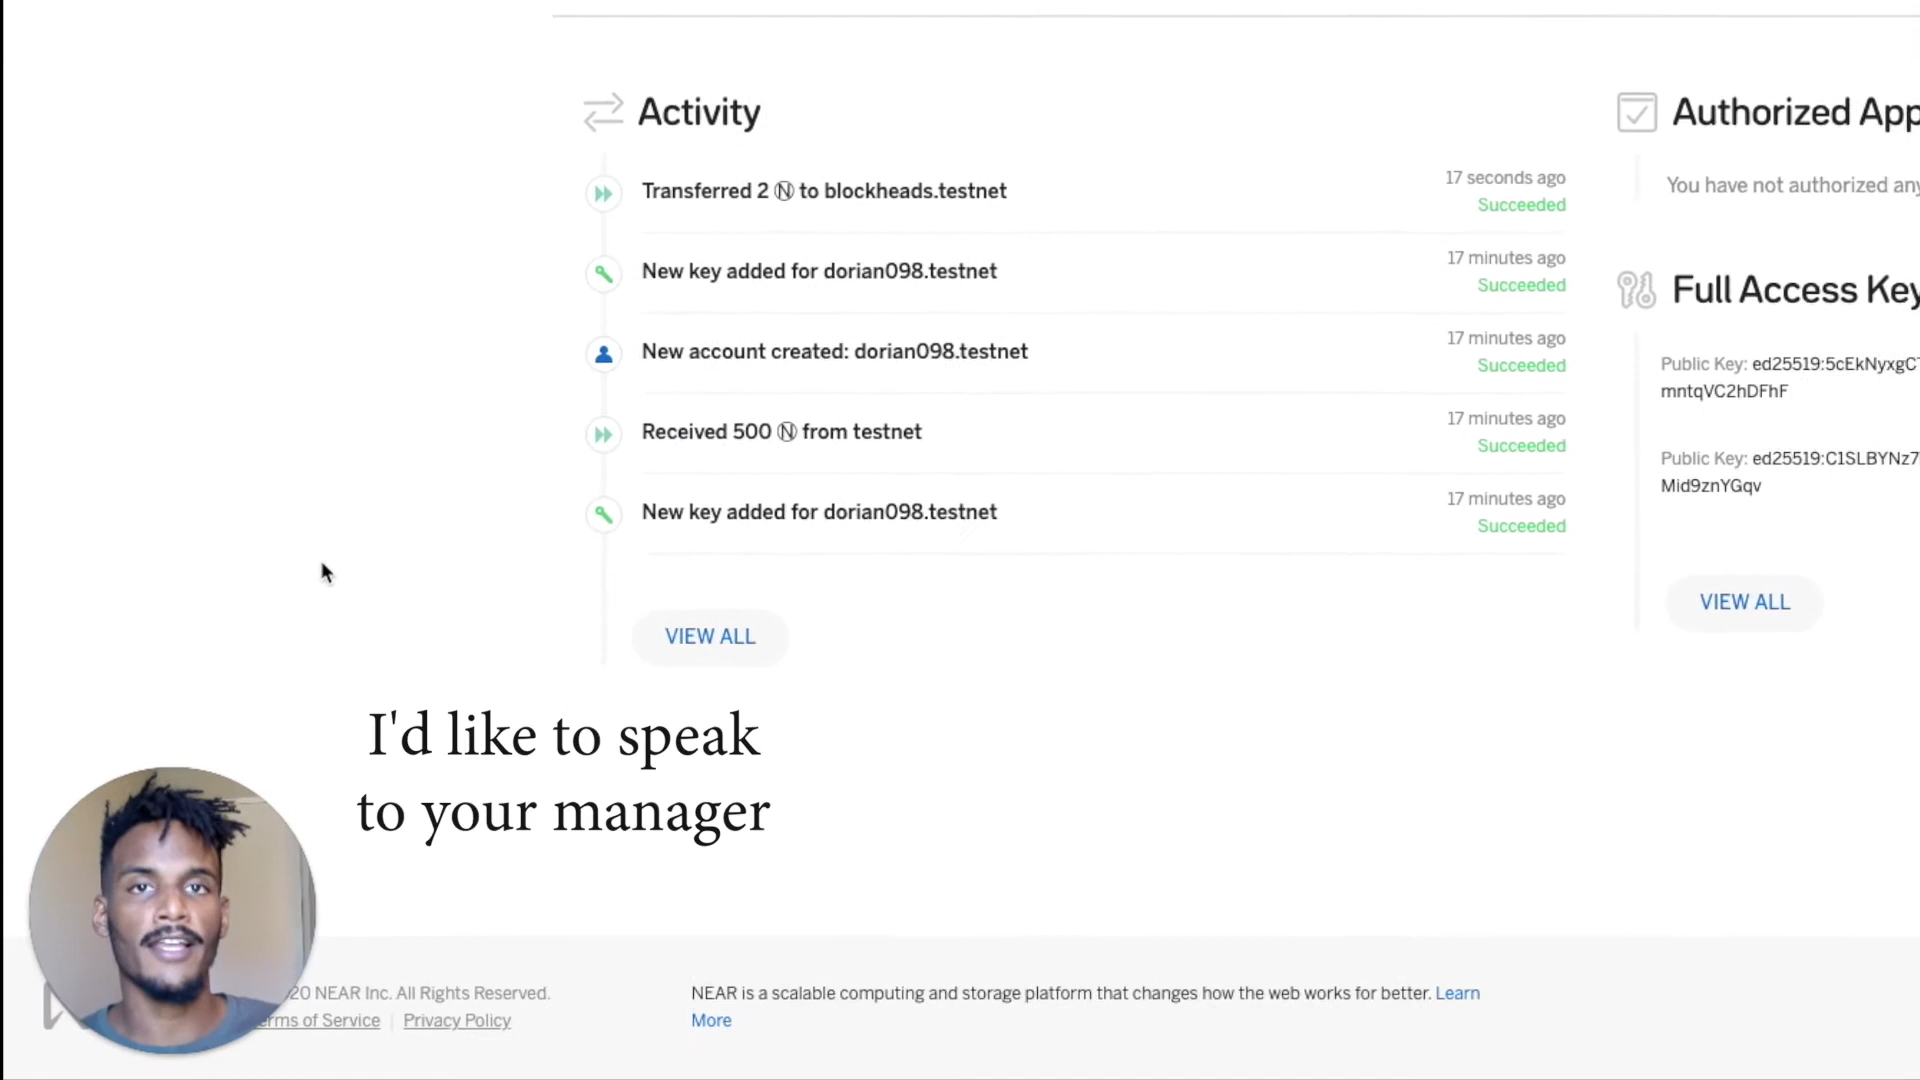 Activity
Transferred 2 Ⓝ to blockheads.testnet
17 seconds ago
Succeeded
New key added for dorian098.testnet
17 minutes ago
Succeeded
New account created: dorian098.testnet
17 minutes ago
Succeeded
Received 500 Ⓝ from testnet
17 minutes ago
Succeeded
New key added for dorian098.testnet
17 minutes ago
Succeeded
VIEW ALL
Authorized App
You have not authorized any
Full Access Key
Public Key: ed25519:5cEkNyxgC
mntqVC2hDFhF
Public Key: ed25519:C1SLBYNz7
Mid9znYGqv
VIEW ALL
I'd like to speak
to your manager
20 NEAR Inc. All Rights Reserved.
rms of Service | Privacy Policy
NEAR is a scalable computing and storage platform that changes how the web works for better. Learn
More